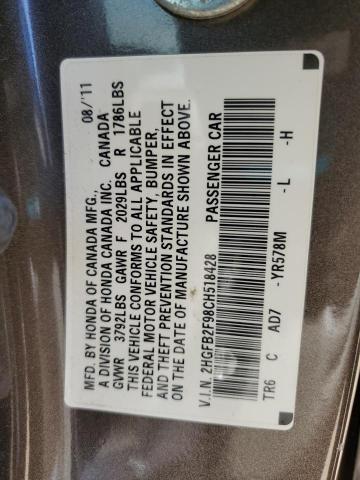 MFD. BY HONDA OF CANADA MFG., 08/'11
A DIVISION OF HONDA CANADA INC. CANADA
GVWR 3792LBS GAWR F 2029LBS R 1786LBS
THIS VEHICLE CONFORMS TO ALL APPLICABLE
FEDERAL MOTOR VEHICLE SAFETY, BUMPER,
AND THEFT PREVENTION STANDARDS IN EFFECT
ON THE DATE OF MANUFACTURE SHOWN ABOVE.
V.I.N. 2HGFB2F98CH518428 PASSENGER CAR
TR6 C AD7 -YR578M -L -H